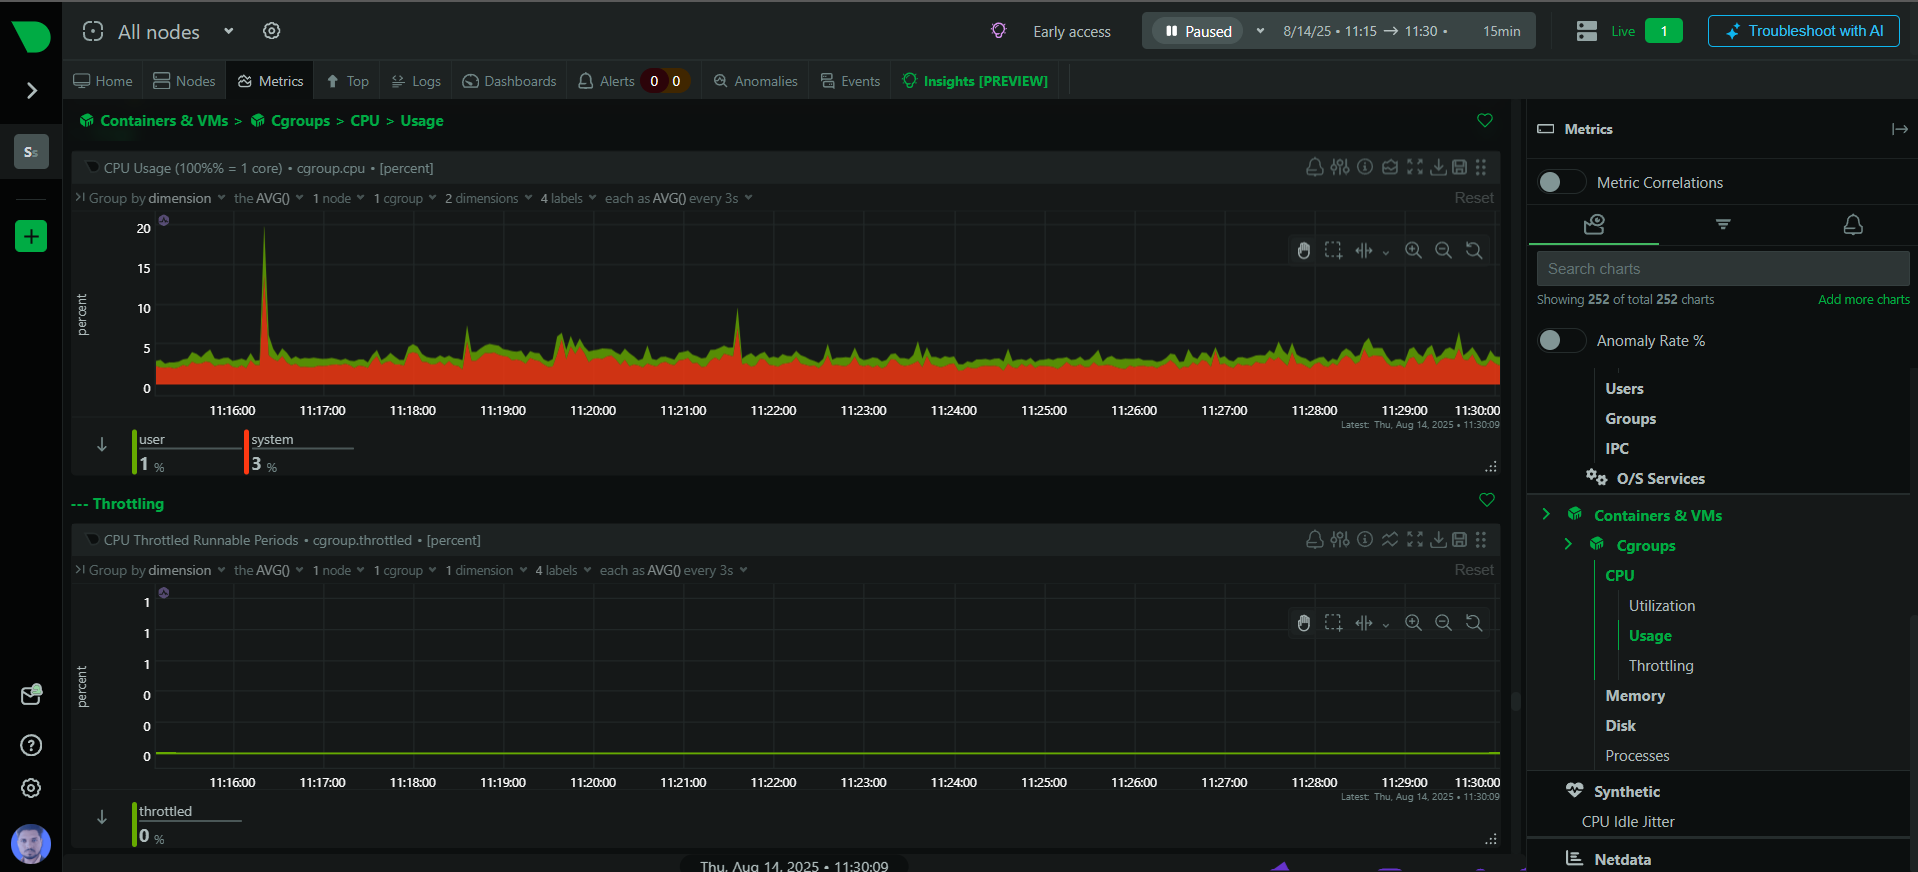 All nodes
Early access
Paused
8/14/25 • 11:15 → 11:30 •
15min
Live
1
Troubleshoot with AI
Home
Nodes
Metrics
Top
Logs
Dashboards
Alerts
0
0
Anomalies
Events
Insights [PREVIEW]
Ss
Containers & VMs > Cgroups > CPU > Usage
CPU Usage (100%% = 1 core) • cgroup.cpu • [percent]
Group by dimension the AVG() 1 node 1 cgroup 2 dimensions 4 labels each as AVG() every 3s
Reset
percent
20
15
10
5
0
11:16:00 11:17:00 11:18:00 11:19:00 11:20:00 11:21:00 11:22:00 11:23:00 11:24:00 11:25:00 11:26:00 11:27:00 11:28:00 11:29:00 11:30:00
Latest: Thu, Aug 14, 2025 • 11:30:09
user
1 %
system
3 %
--- Throttling
CPU Throttled Runnable Periods • cgroup.throttled • [percent]
Group by dimension the AVG() 1 node 1 cgroup 1 dimension 4 labels each as AVG() every 3s
Reset
percent
1
1
1
0
0
0
11:16:00 11:17:00 11:18:00 11:19:00 11:20:00 11:21:00 11:22:00 11:23:00 11:24:00 11:25:00 11:26:00 11:27:00 11:28:00 11:29:00 11:30:00
Latest: Thu, Aug 14, 2025 • 11:30:09
throttled
0 %
Thu, Aug 14, 2025 • 11:30:09
Metrics
Metric Correlations
Search charts
Showing 252 of total 252 charts
Add more charts
Anomaly Rate %
Users
Groups
IPC
O/S Services
Containers & VMs
Cgroups
CPU
Utilization
Usage
Throttling
Memory
Disk
Processes
Synthetic
CPU Idle Jitter
Netdata